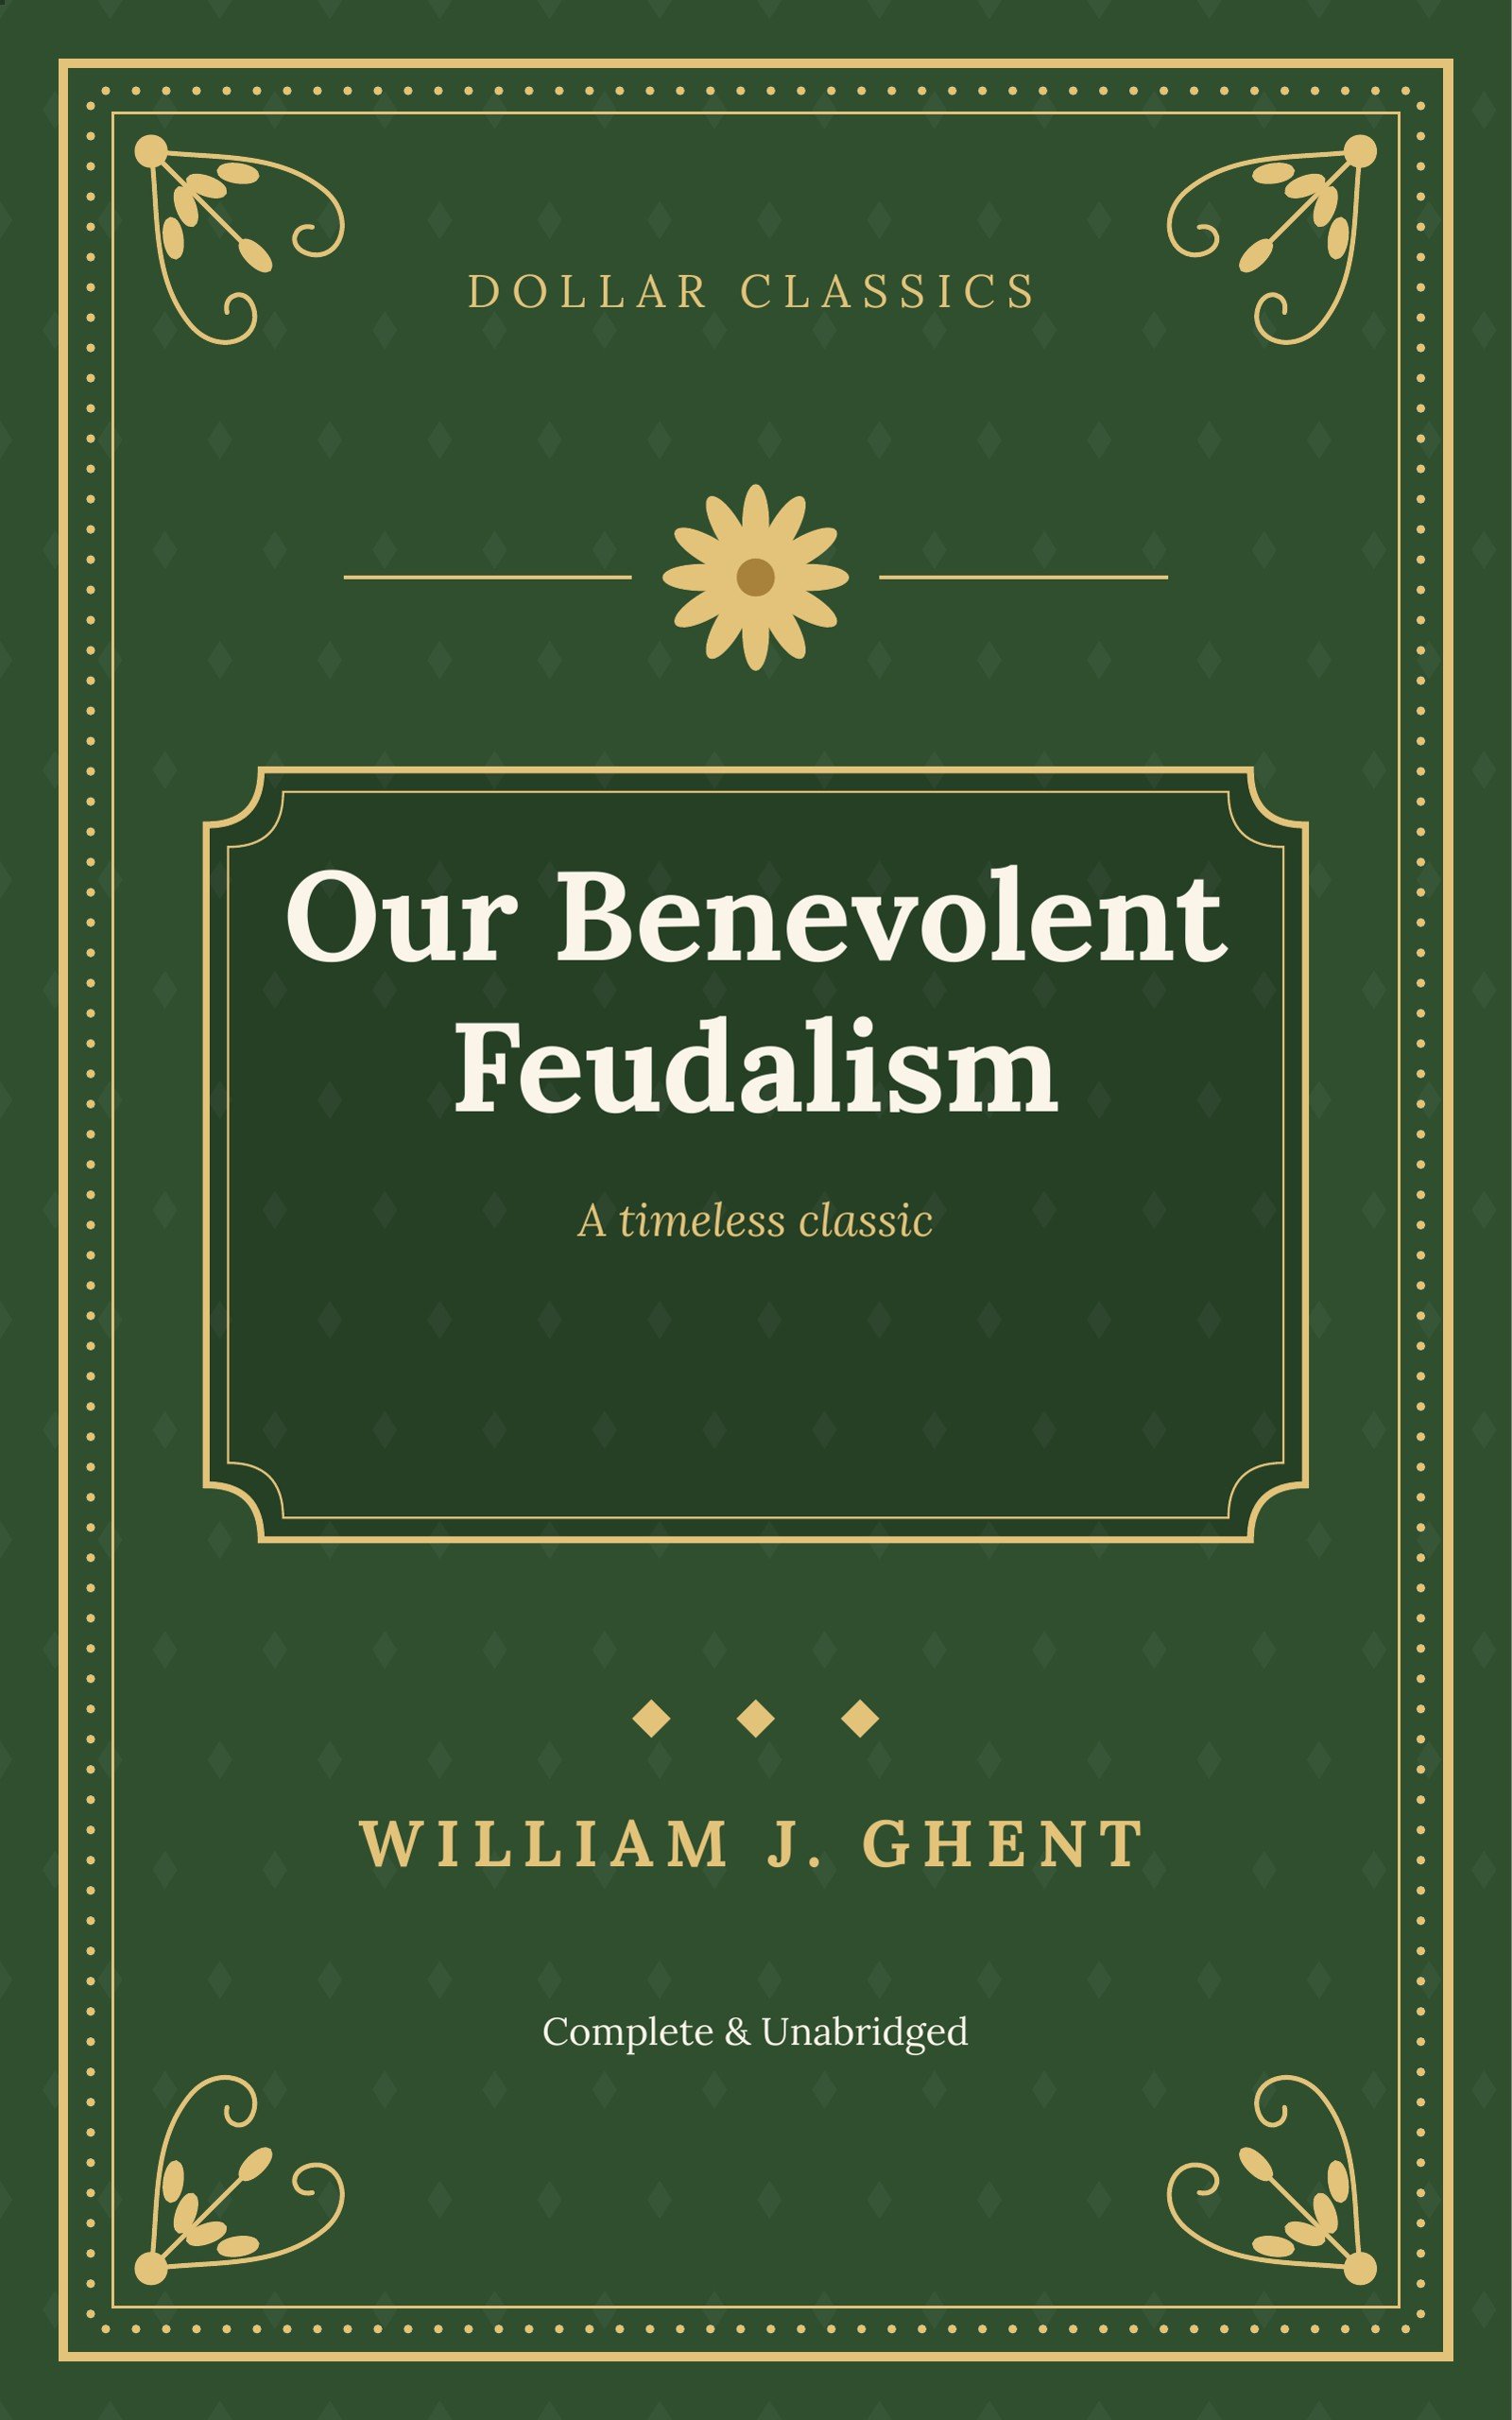 DOLLAR CLASSICS
Our Benevolent
Feudalism
A timeless classic
WILLIAM J. GHENT
Complete & Unabridged